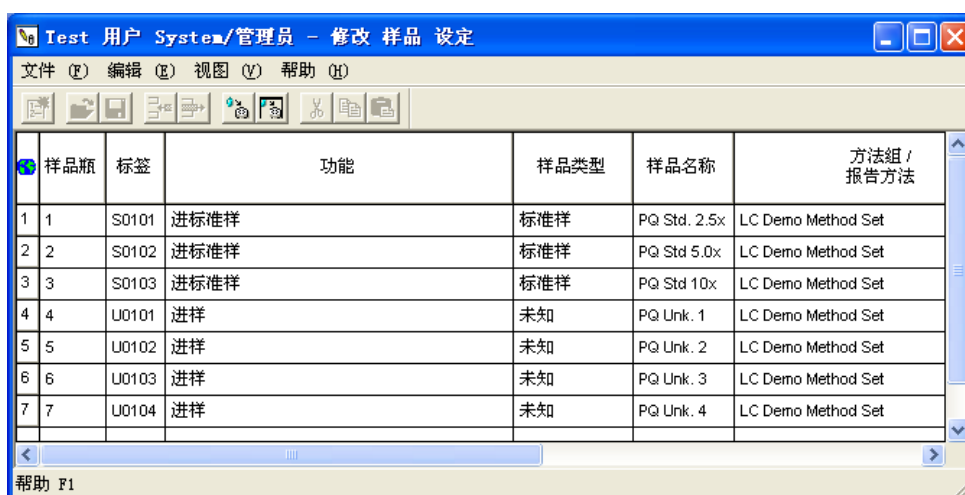 Test 用户 System/管理员 - 修改 样品 设定
文件 (F) 编辑 (E) 视图 (V) 帮助 (H)
样品瓶 标签 功能 样品类型 样品名称 方法组 / 报告方法
1 1 S0101 进标准样 标准样 PQ Std. 2.5x LC Demo Method Set
2 2 S0102 进标准样 标准样 PQ Std 5.0x LC Demo Method Set
3 3 S0103 进标准样 标准样 PQ Std 10x LC Demo Method Set
4 4 U0101 进样 未知 PQ Unk. 1 LC Demo Method Set
5 5 U0102 进样 未知 PQ Unk. 2 LC Demo Method Set
6 6 U0103 进样 未知 PQ Unk. 3 LC Demo Method Set
7 7 U0104 进样 未知 PQ Unk. 4 LC Demo Method Set
帮助 F1